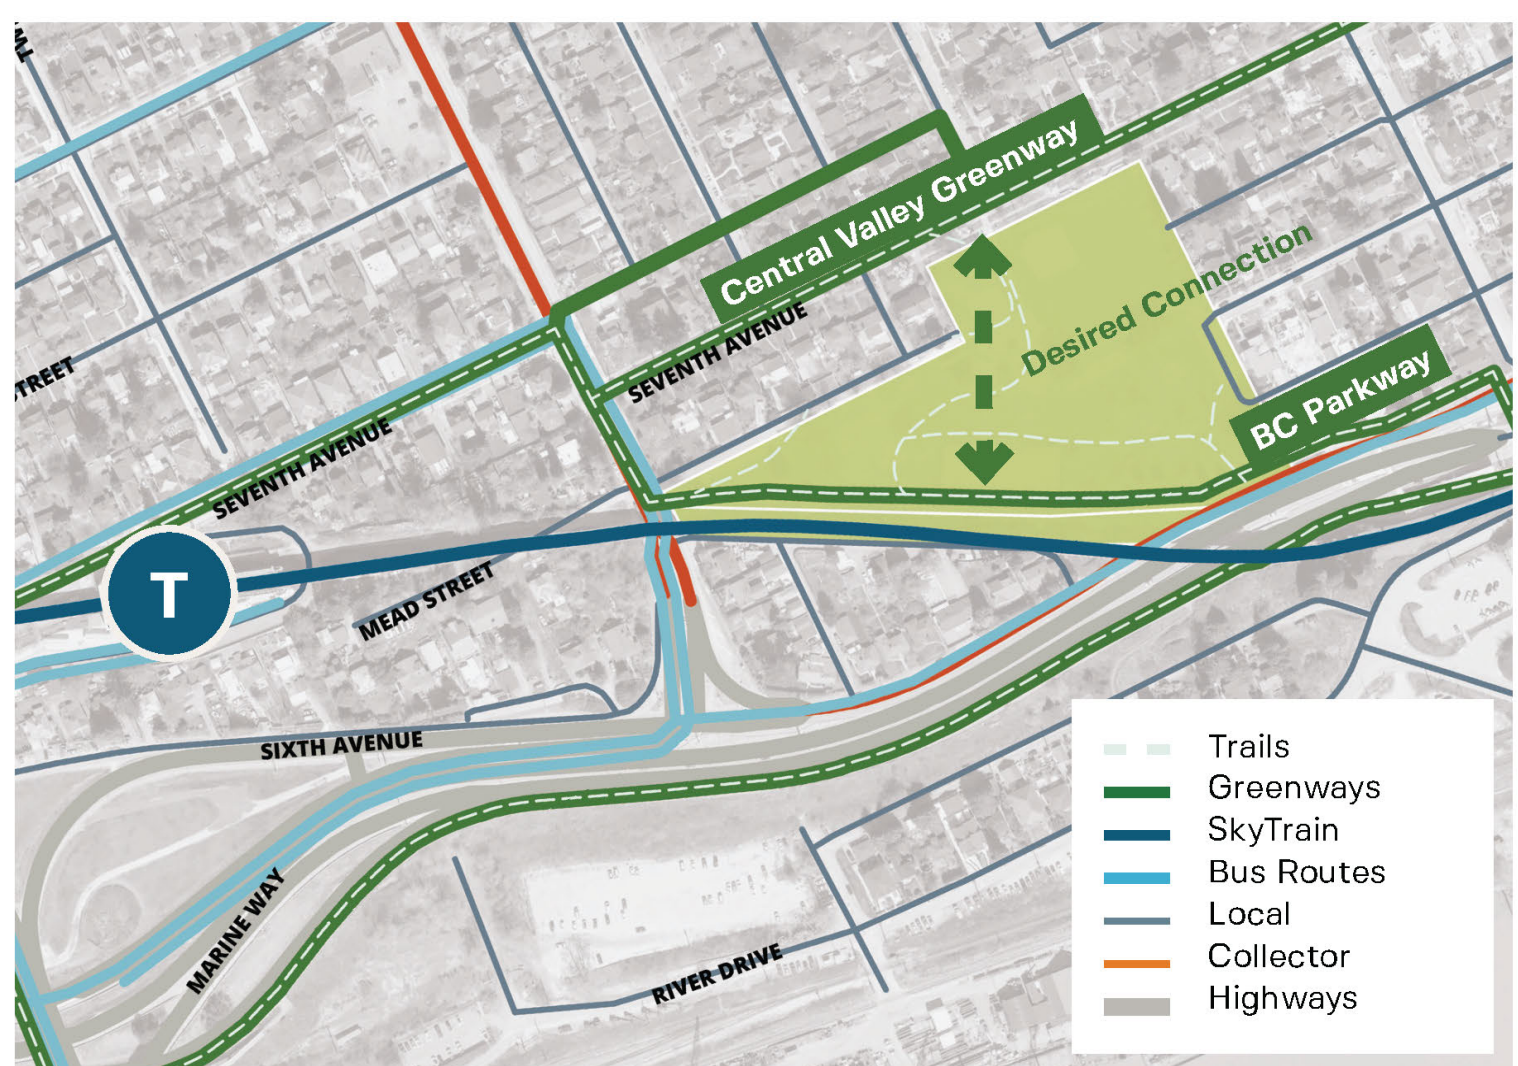 Central Valley Greenway
SEVENTH AVENUE
Desired Connection
BC Parkway
STREET
SEVENTH AVENUE
T
MEAD STREET
SIXTH AVENUE
MARINE WAY
RIVER DRIVE
Trails
Greenways
SkyTrain
Bus Routes
Local
Collector
Highways